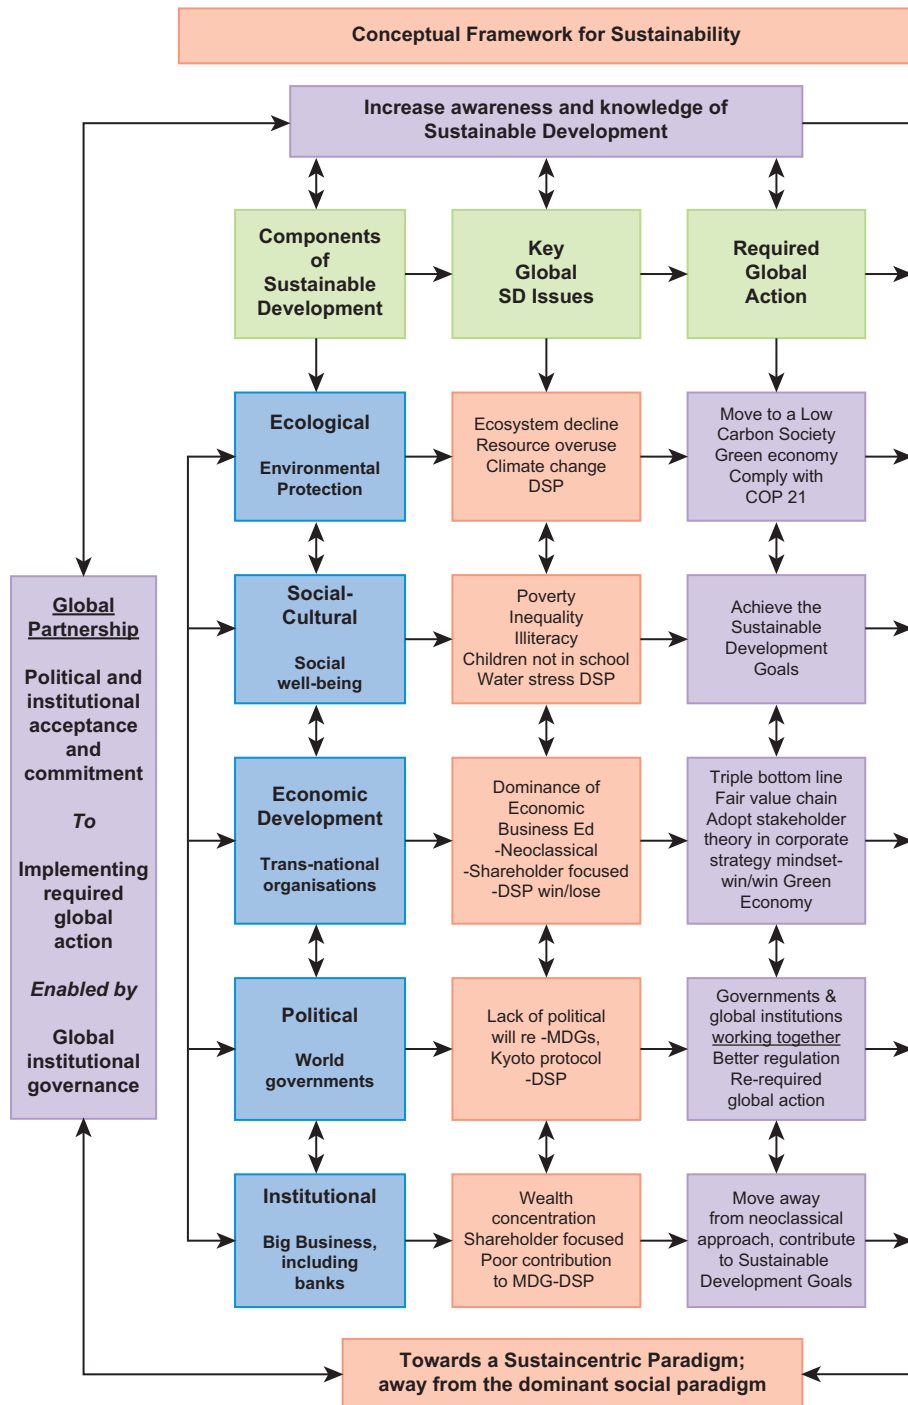 Conceptual Framework for Sustainability
Increase awareness and knowledge of
Sustainable Development
Components
of
Sustainable
Development
Key
Global
SD Issues
Required
Global
Action
Ecological
Environmental
Protection
Ecosystem decline
Resource overuse
Climate change
DSP
Move to a Low
Carbon Society
Green economy
Comply with
COP 21
Global
Partnership
Political and
institutional
acceptance
and
commitment
To
Implementing
required
global
action
Enabled by
Global
institutional
governance
Social-
Cultural
Social
well-being
Poverty
Inequality
Illiteracy
Children not in school
Water stress DSP
Achieve the
Sustainable
Development
Goals
Economic
Development
Trans-national
organisations
Dominance of
Economic
Business Ed
-Neoclassical
-Shareholder focused
-DSP win/lose
Triple bottom line
Fair value chain
Adopt stakeholder
theory in corporate
strategy mindset-
win/win Green
Economy
Political
World
governments
Lack of political
will re -MDGs,
Kyoto protocol
-DSP
Governments &
global institutions
working together
Better regulation
Re-required
global action
Institutional
Big Business,
including
banks
Wealth
concentration
Shareholder focused
Poor contribution
to MDG-DSP
Move away
from neoclassical
approach, contribute
to Sustainable
Development Goals
Towards a Sustaincentric Paradigm;
away from the dominant social paradigm